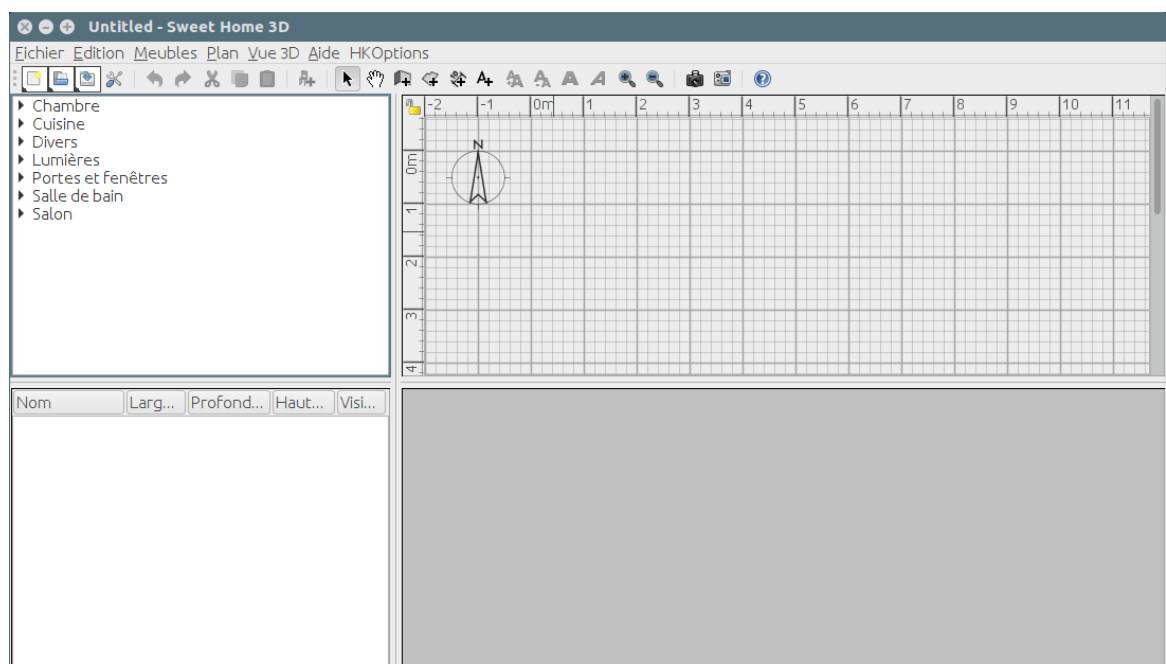 Untitled - Sweet Home 3D
Fichier Edition Meubles Plan Vue 3D Aide HKOptions
Chambre
Cuisine
Divers
Lumières
Portes et fenêtres
Salle de bain
Salon
-2 -1 0m 1 2 3 4 5 6 7 8 9 10 11
N
0m
1
2
3
4
Nom Larg... Profond... Haut... Visi...